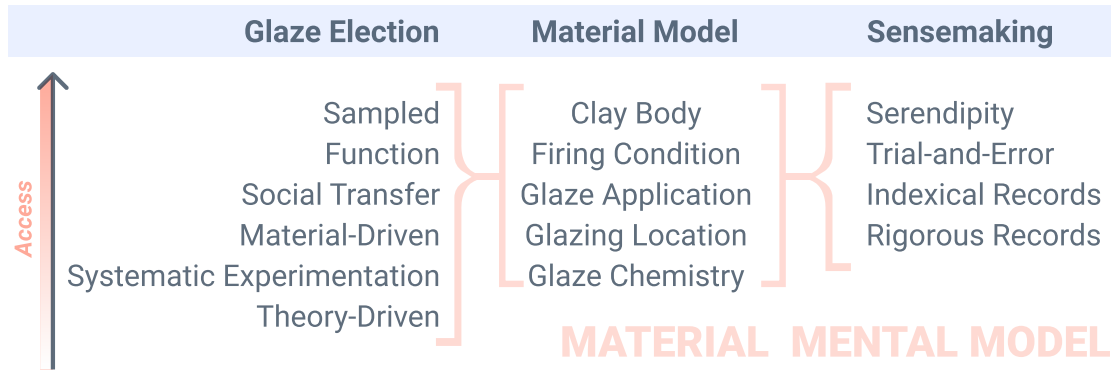 Glaze Election
Material Model
Sensemaking
Access
Sampled
Function
Social Transfer
Material-Driven
Systematic Experimentation
Theory-Driven
Clay Body
Firing Condition
Glaze Application
Glazing Location
Glaze Chemistry
Serendipity
Trial-and-Error
Indexical Records
Rigorous Records
MATERIAL MENTAL MODEL